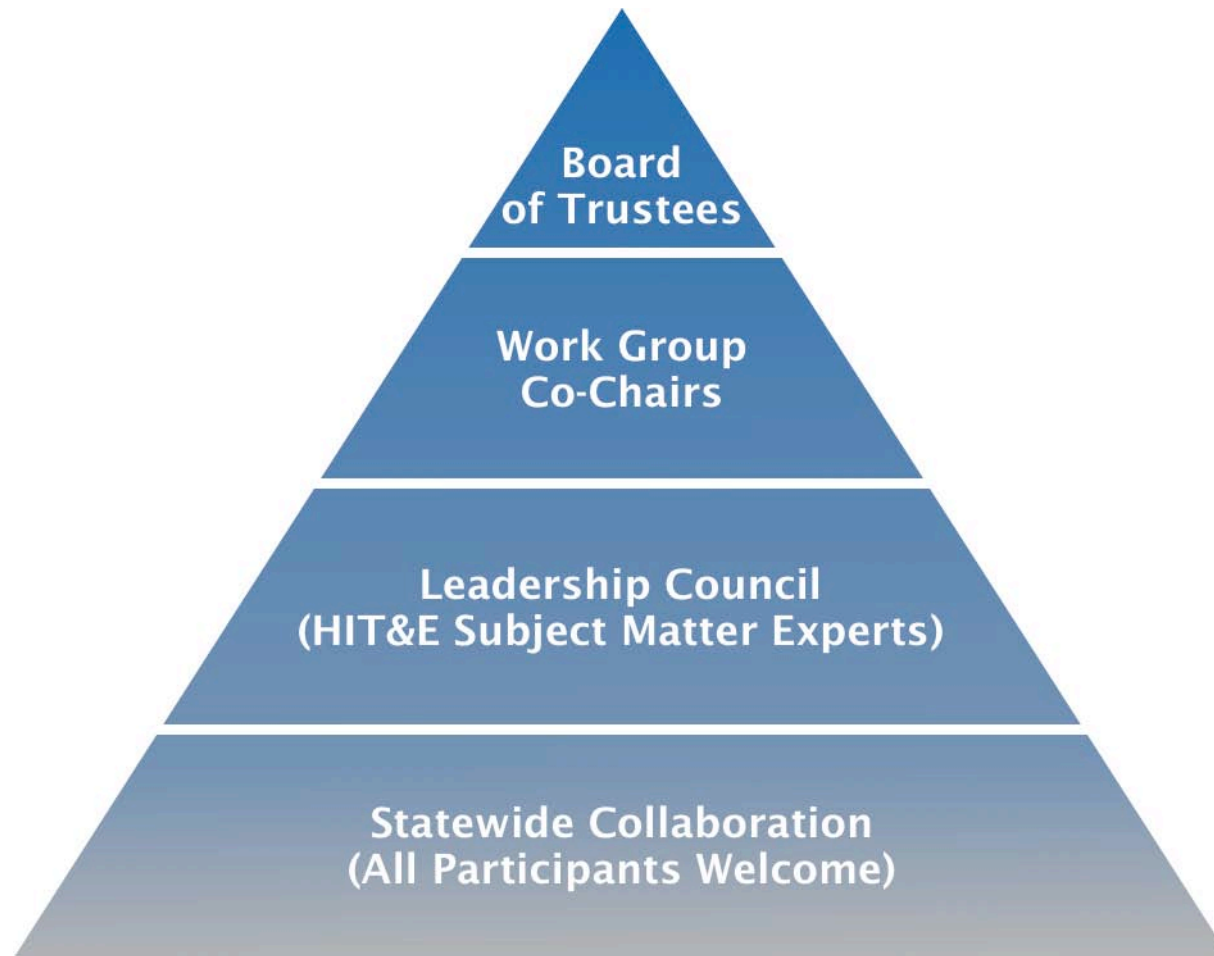 Board
of Trustees
Work Group
Co-Chairs
Leadership Council
(HIT&E Subject Matter Experts)
Statewide Collaboration
(All Participants Welcome)